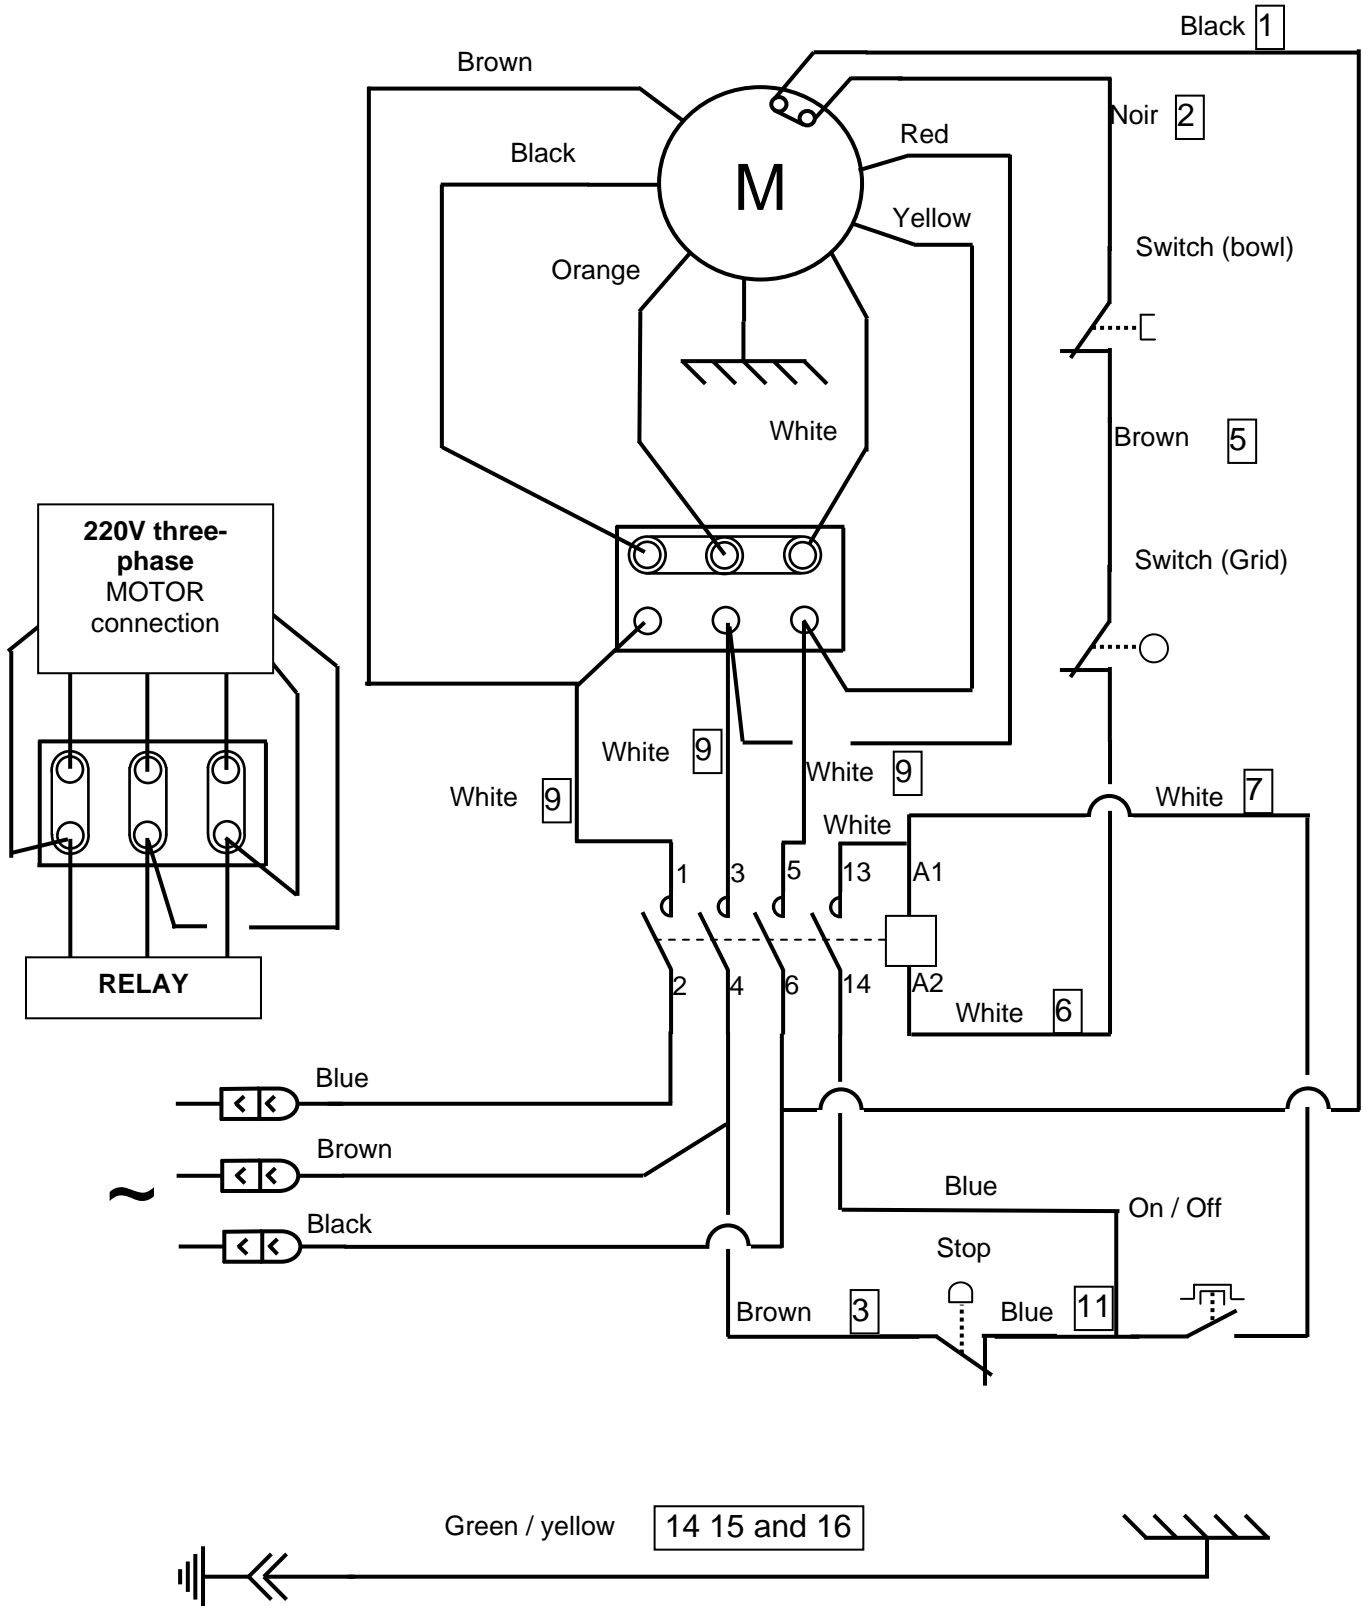 Black 1
Brown
Noir 2
Red
Black
M
Yellow
Switch (bowl)
Orange
White
Brown 5
220V three-
phase
MOTOR
connection
Switch (Grid)
White 9
White 9
White 9
White 7
White
1
3
5
13
A1
RELAY
2
4
6
14
A2
White 6
Blue
Brown
~
Black
Blue
On / Off
Stop
Brown 3
Blue 11
Green / yellow 14 15 and 16